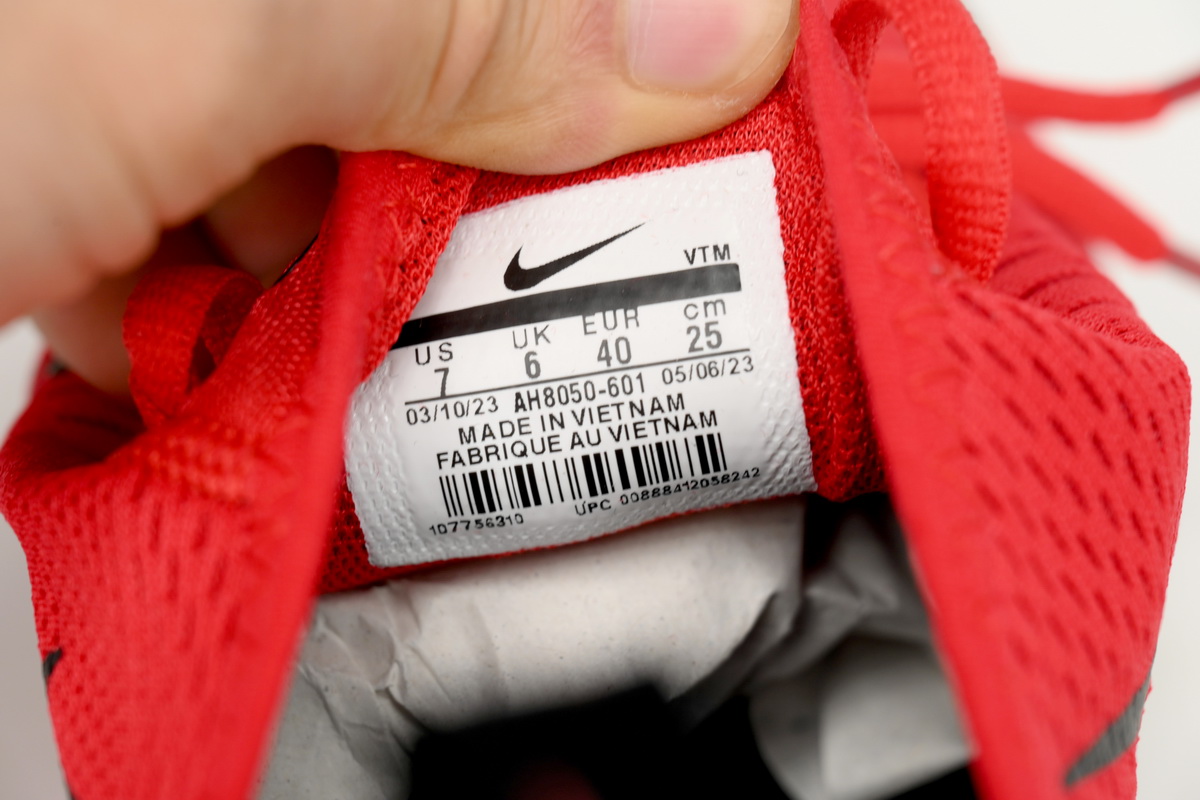 VTM
US UK EUR cm
7 6 40 25
03/10/23 AH8050-601 05/06/23
MADE IN VIETNAM
FABRIQUE AU VIETNAM
107756310 UPC 00888412058242